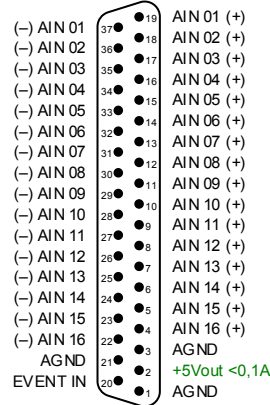 19 AIN 01 (+)
(–) AIN 01 37
18 AIN 02 (+)
(–) AIN 02 36
17 AIN 03 (+)
(–) AIN 03 35
16 AIN 04 (+)
(–) AIN 04 34
15 AIN 05 (+)
(–) AIN 05 33
14 AIN 06 (+)
(–) AIN 06 32
13 AIN 07 (+)
(–) AIN 07 31
12 AIN 08 (+)
(–) AIN 08 30
11 AIN 09 (+)
(–) AIN 09 29
10 AIN 10 (+)
(–) AIN 10 28
9 AIN 11 (+)
(–) AIN 11 27
8 AIN 12 (+)
(–) AIN 12 26
7 AIN 13 (+)
(–) AIN 13 25
6 AIN 14 (+)
(–) AIN 14 24
5 AIN 15 (+)
(–) AIN 15 23
4 AIN 16 (+)
(–) AIN 16 22
3 AGND
AGND 21
2 +5Vout <0,1A
EVENT IN 20
1 AGND